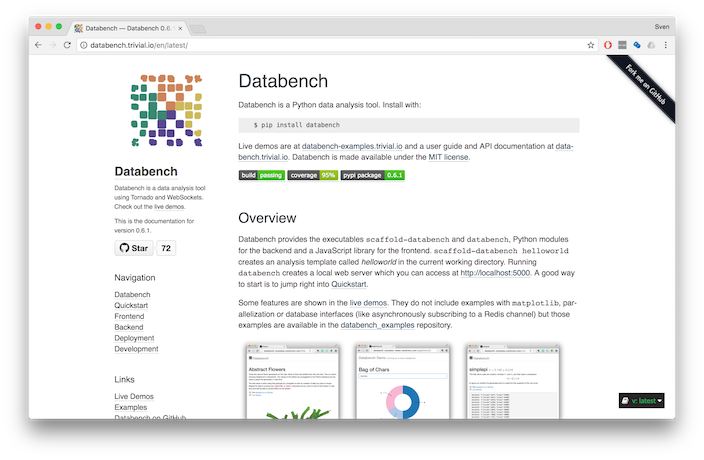 Databench — Databench 0.6.
Sven
databench.trivial.io/en/latest/
Fork me on GitHub
Databench
Databench is a data analysis tool
using Tornado and WebSockets.
Check out the live demos.
This is the documentation for
version 0.6.1.
Star 72
Navigation
Databench
Quickstart
Frontend
Backend
Deployment
Development
Links
Live Demos
Examples
Databench on GitHub
Databench
Databench is a Python data analysis tool. Install with:
$ pip install databench
Live demos are at databench-examples.trivial.io and a user guide and API documentation at data-
bench.trivial.io. Databench is made available under the MIT license.
build passing coverage 95% pypi package 0.6.1
Overview
Databench provides the executables scaffold-databench and databench, Python modules
for the backend and a JavaScript library for the frontend. scaffold-databench helloworld
creates an analysis template called helloworld in the current working directory. Running
databench creates a local web server which you can access at http://localhost:5000. A good way
to start is to jump right into Quickstart.
Some features are shown in the live demos. They do not include examples with matplotlib, par-
allelization or database interfaces (like asynchronously subscribing to a Redis channel) but those
examples are available in the databench_examples repository.
Abstract Flowers
Bag of Chars
simplepi
v: latest